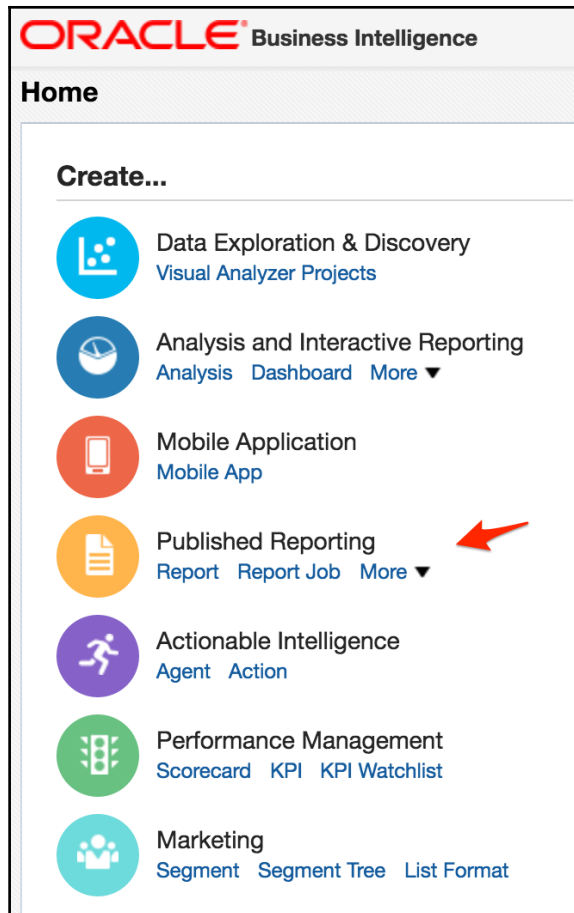 ORACLE Business Intelligence
Home
Create...
Data Exploration & Discovery
Visual Analyzer Projects
Analysis and Interactive Reporting
Analysis Dashboard More
Mobile Application
Mobile App
Published Reporting
Report Report Job More
Actionable Intelligence
Agent Action
Performance Management
Scorecard KPI KPI Watchlist
Marketing
Segment Segment Tree List Format